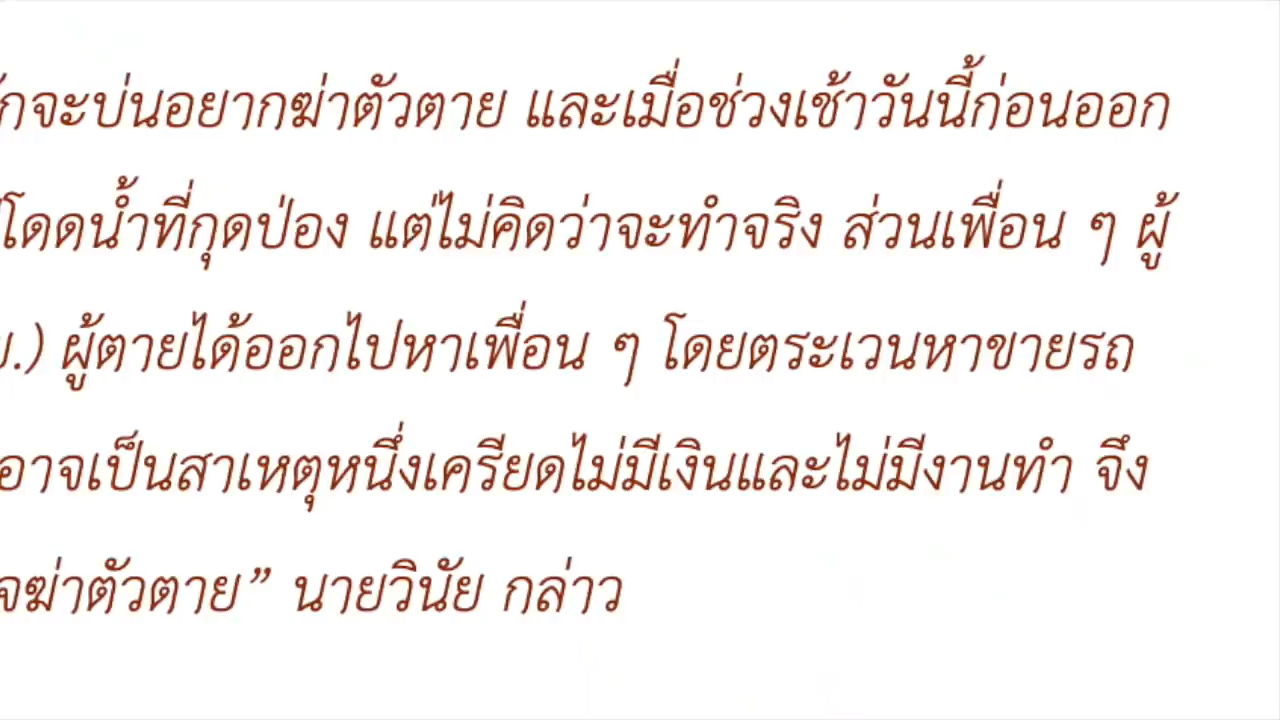 กจะบ่นอยากฆ่าตัวตาย และเมื่อช่วงเช้าวันนี้ก่อนออก
โดดน้ำที่กุดป่อง แต่ไม่คิดว่าจะทำจริง ส่วนเพื่อน ๆ ผู้
.) ผู้ตายได้ออกไปหาเพื่อน ๆ โดยตระเวนหาขายรถ
อาจเป็นสาเหตุหนึ่งเครียดไม่มีเงินและไม่มีงานทำ จึง
จฆ่าตัวตาย” นายวินัย กล่าว